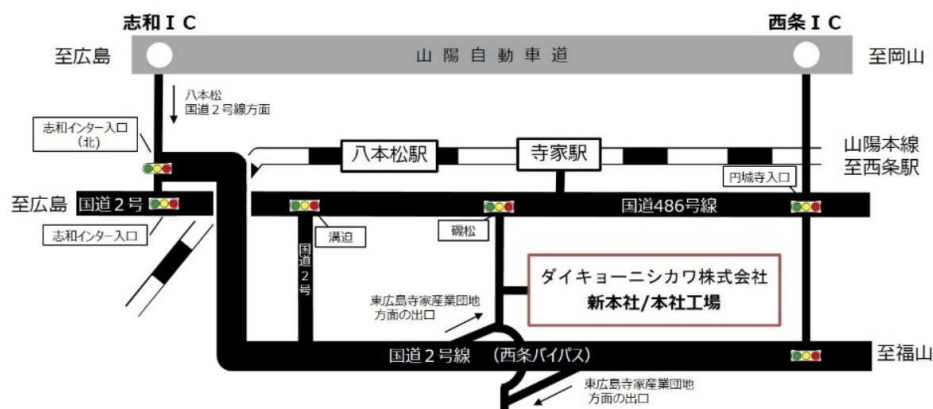 志和ＩＣ
西条ＩＣ
至広島
山陽自動車道
至岡山
八本松
国道２号線方面
志和インター入口
(北)
八本松駅
寺家駅
山陽本線
至西条駅
円城寺入口
至広島
国道２号
国道486号線
志和インター入口
溝迫
磯松
国道２号
ダイキョーニシカワ株式会社
新本社/本社工場
東広島寺家産業団地
方面の出口
国道２号線 （西条バイパス）
至福山
東広島寺家産業団地
方面の出口